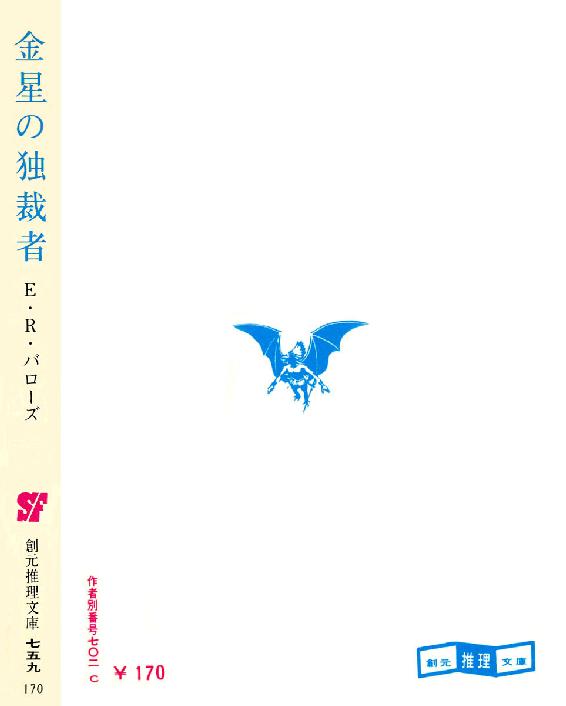 金星の独裁者
E・R・バローズ
SF
創元推理文庫 七五九
170
作者別番号七〇二 C
¥ 170
創元 推理 文庫